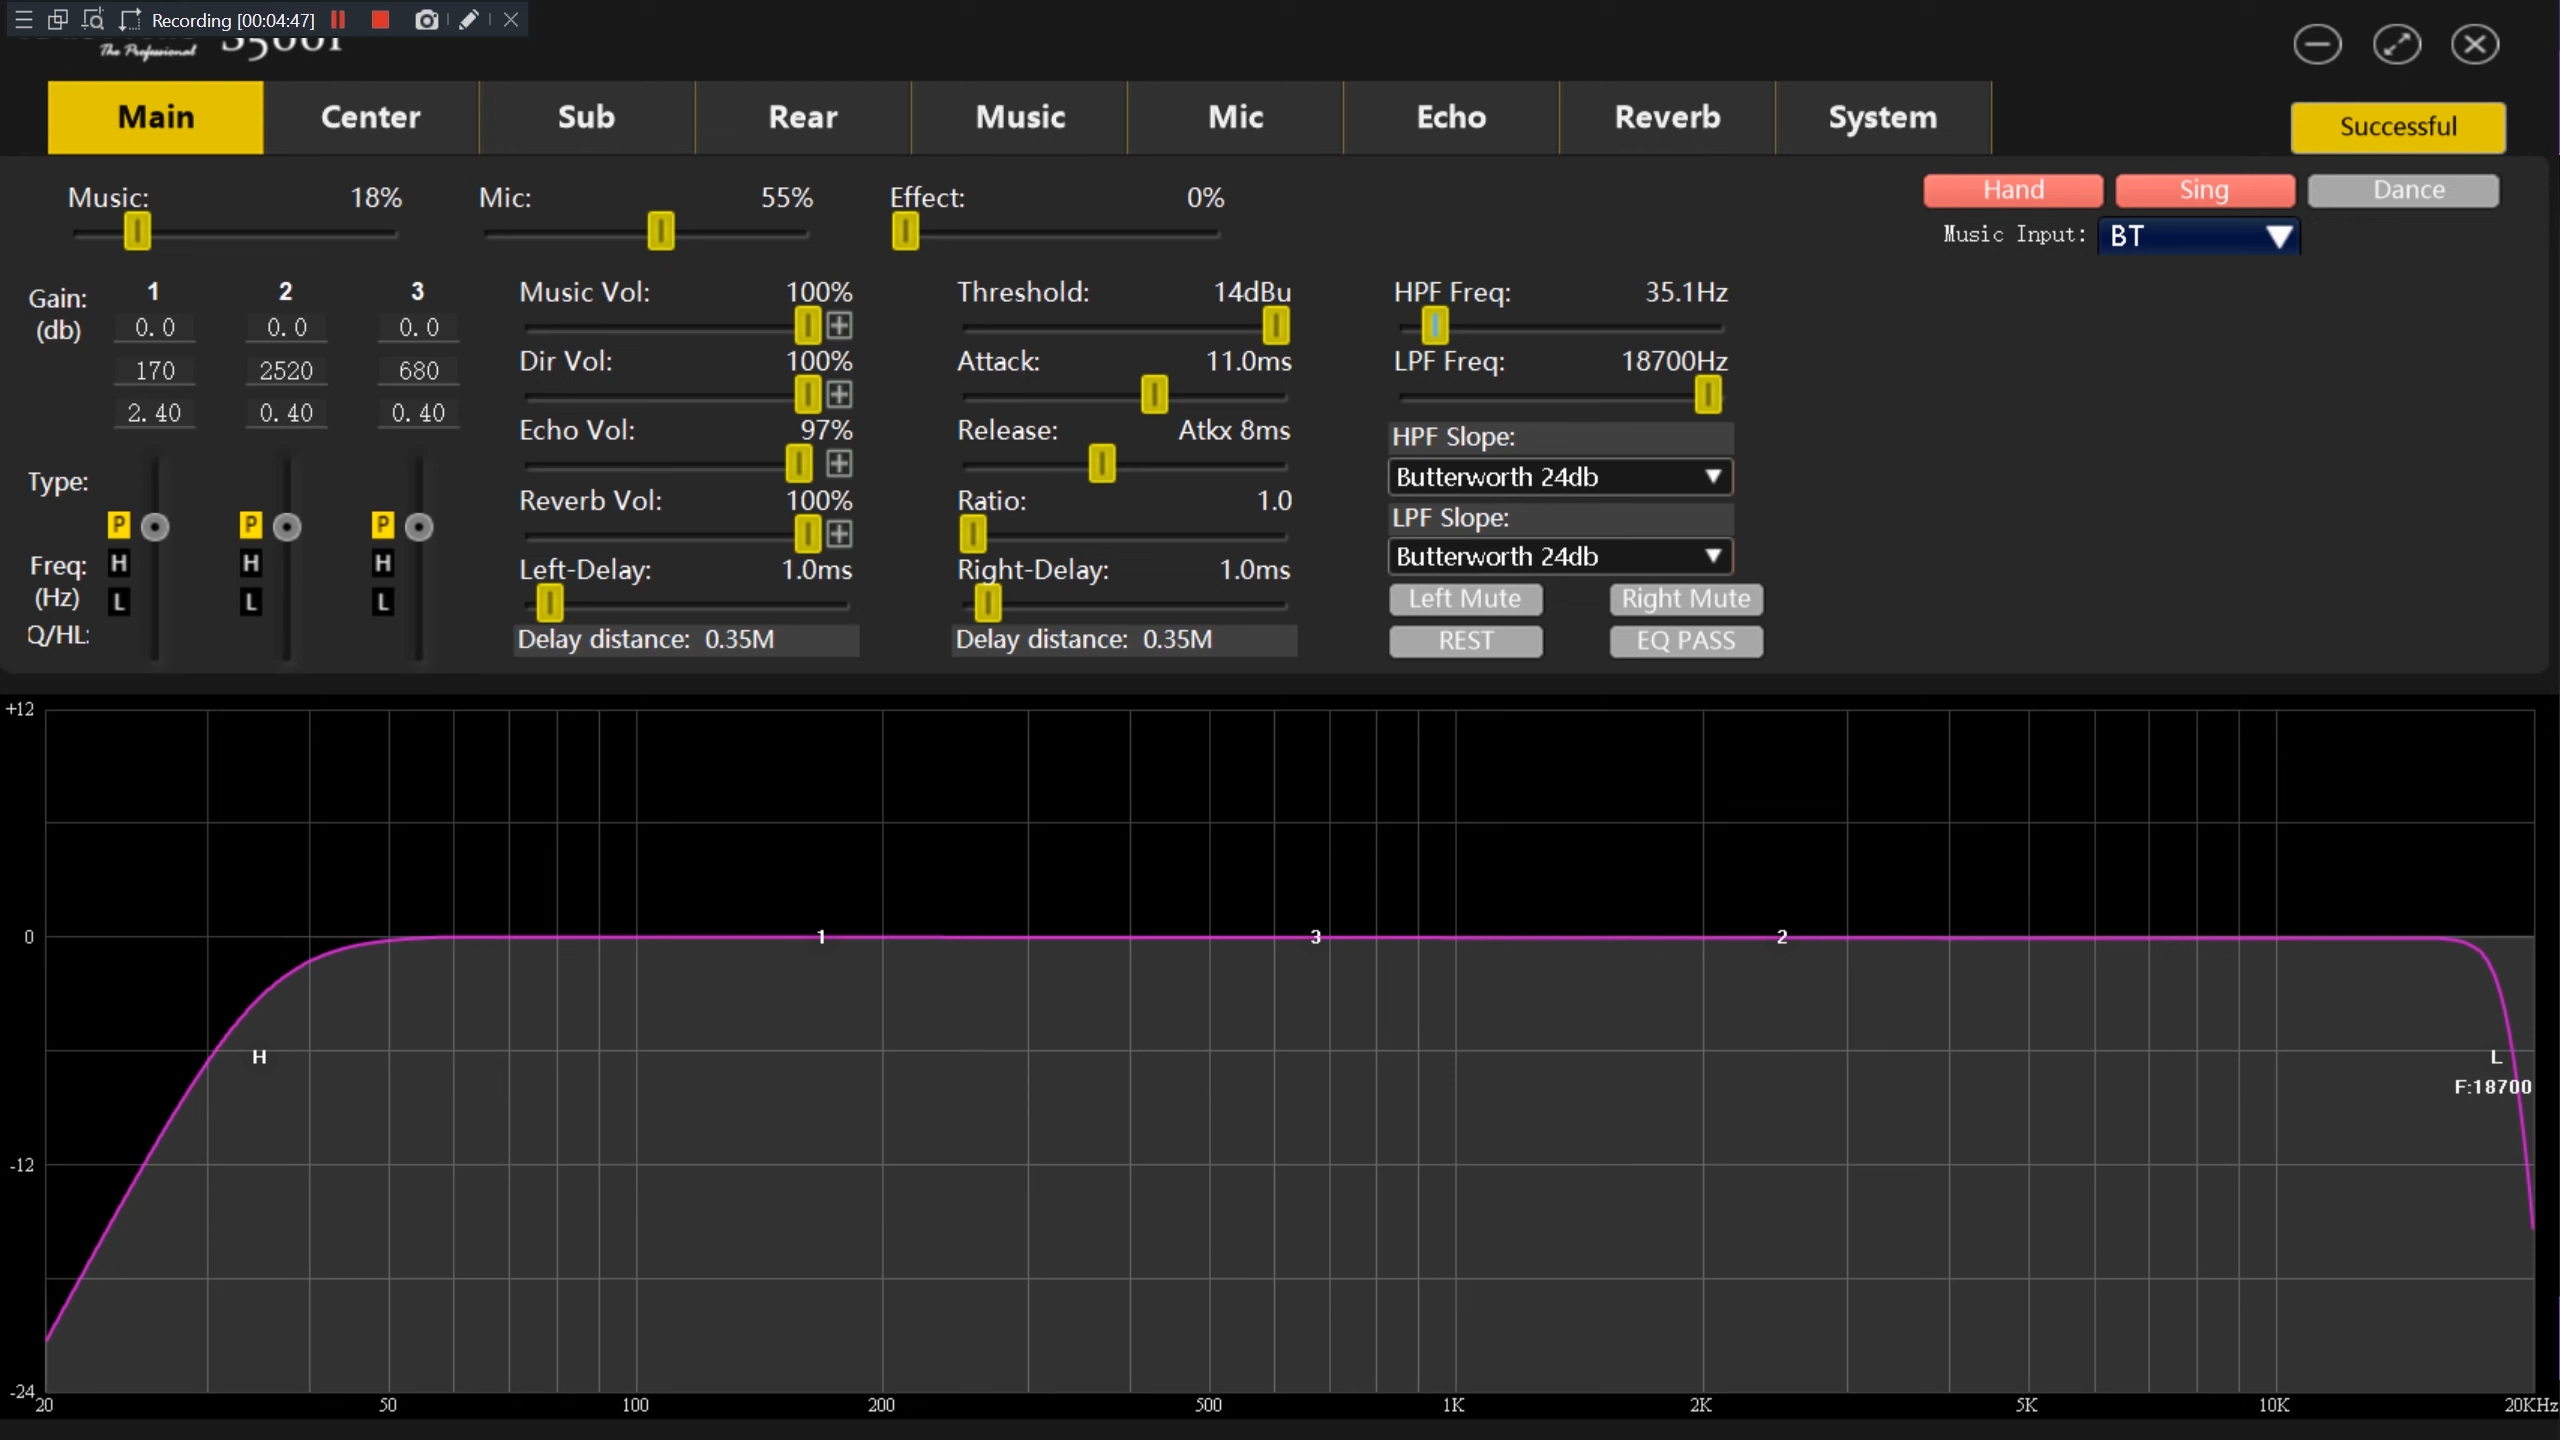 Recording [00:04:47]
The Professional
Main Center Sub Rear Music Mic Echo Reverb System
Successful
Music: 18% Mic: 55% Effect: 0%
Hand Sing Dance
Music Input: BT
Gain: 1 2 3
(db) 0.0 0.0 0.0
170 2520 680
2.40 0.40 0.40
Type:
P P P
Freq: H H H
(Hz) L L L
Q/HL:
Music Vol: 100%
Dir Vol: 100%
Echo Vol: 97%
Reverb Vol: 100%
Left-Delay: 1.0ms
Delay distance: 0.35M
Threshold: 14dBu
Attack: 11.0ms
Release: Atkx 8ms
Ratio: 1.0
Right-Delay: 1.0ms
Delay distance: 0.35M
HPF Freq: 35.1Hz
LPF Freq: 18700Hz
HPF Slope:
Butterworth 24db
LPF Slope:
Butterworth 24db
Left Mute Right Mute
REST EQ PASS
+12
0 1 3 2
H L
F:18700
-12
-24
20 50 100 200 500 1K 2K 5K 10K 20KHz